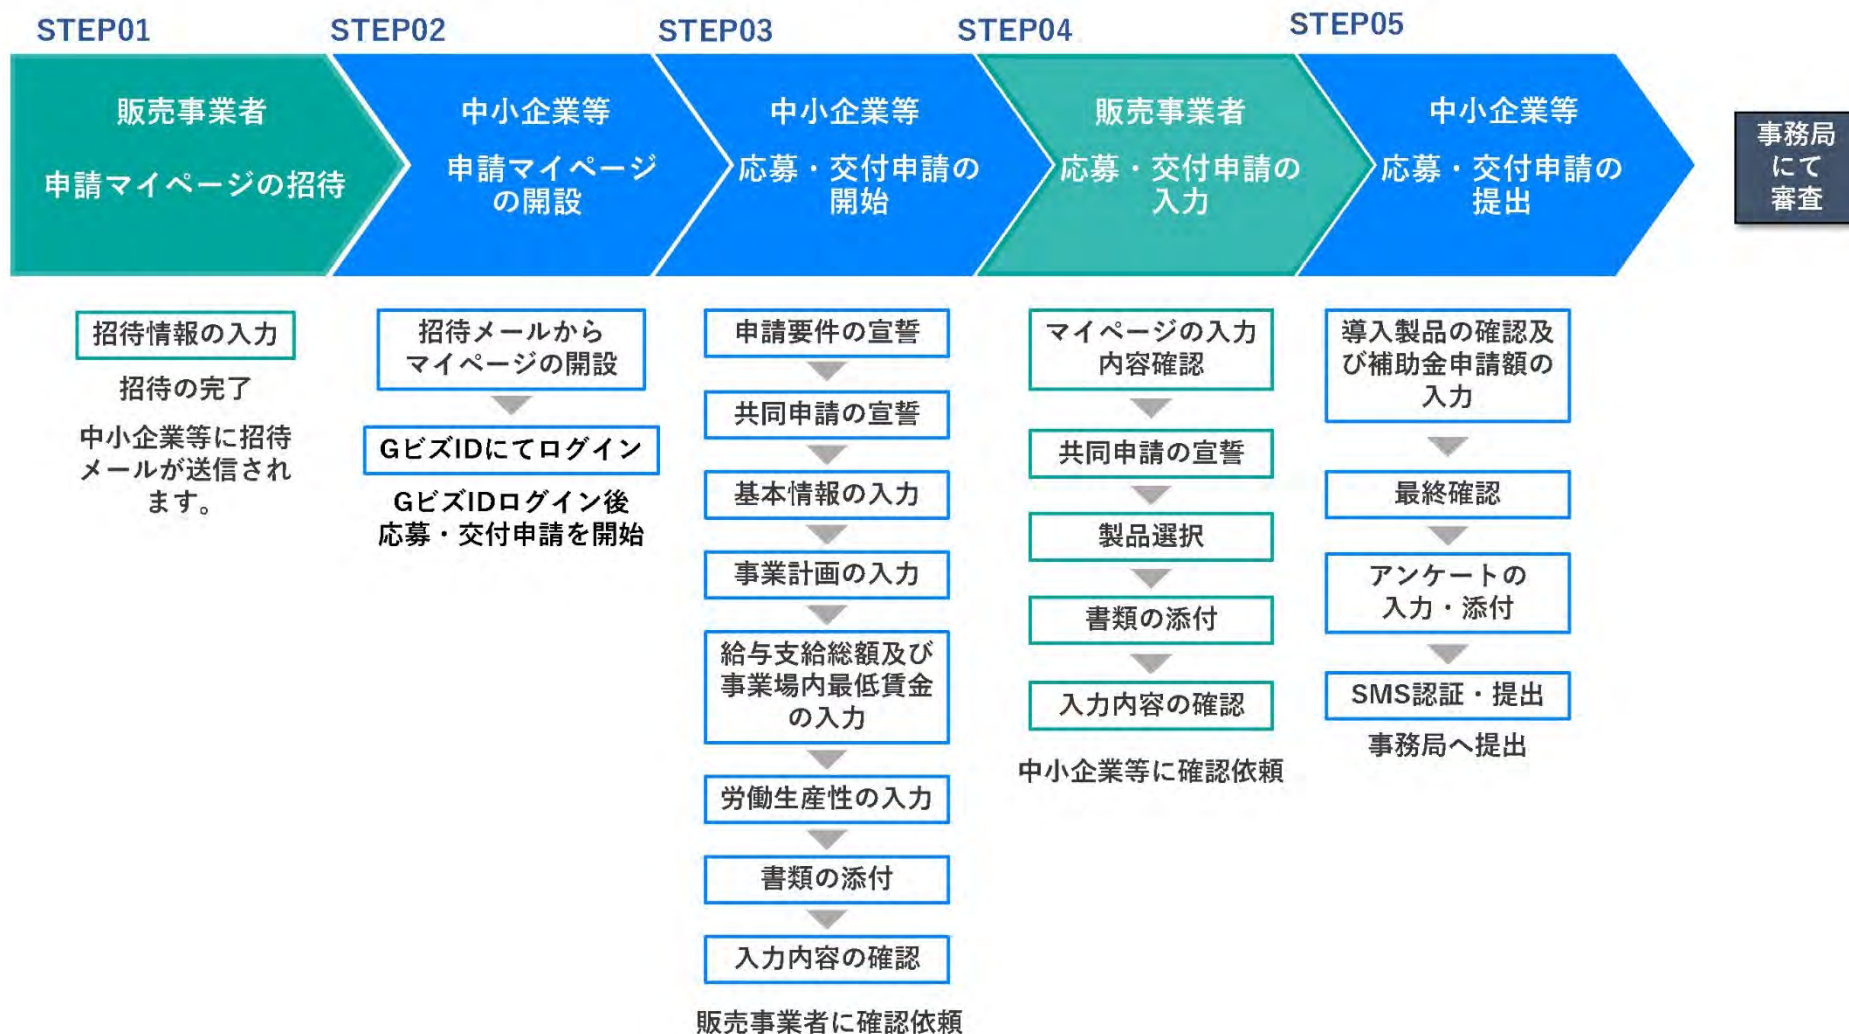 STEP01
販売事業者
申請マイページの招待
招待情報の入力
招待の完了
中小企業等に招待
メールが送信され
ます。
STEP02
中小企業等
申請マイページ
の開設
招待メールから
マイページの開設
GビズIDにてログイン
GビズIDログイン後
応募・交付申請を開始
STEP03
中小企業等
応募・交付申請の
開始
申請要件の宣誓
共同申請の宣誓
基本情報の入力
事業計画の入力
給与支給総額及び
事業場内最低賃金
の入力
労働生産性の入力
書類の添付
入力内容の確認
販売事業者に確認依頼
STEP04
販売事業者
応募・交付申請の
入力
マイページの入力
内容確認
共同申請の宣誓
製品選択
書類の添付
入力内容の確認
中小企業等に確認依頼
STEP05
中小企業等
応募・交付申請の
提出
導入製品の確認及
び補助金申請額の
入力
最終確認
アンケートの
入力・添付
SMS認証・提出
事務局へ提出
事務局
にて
審査